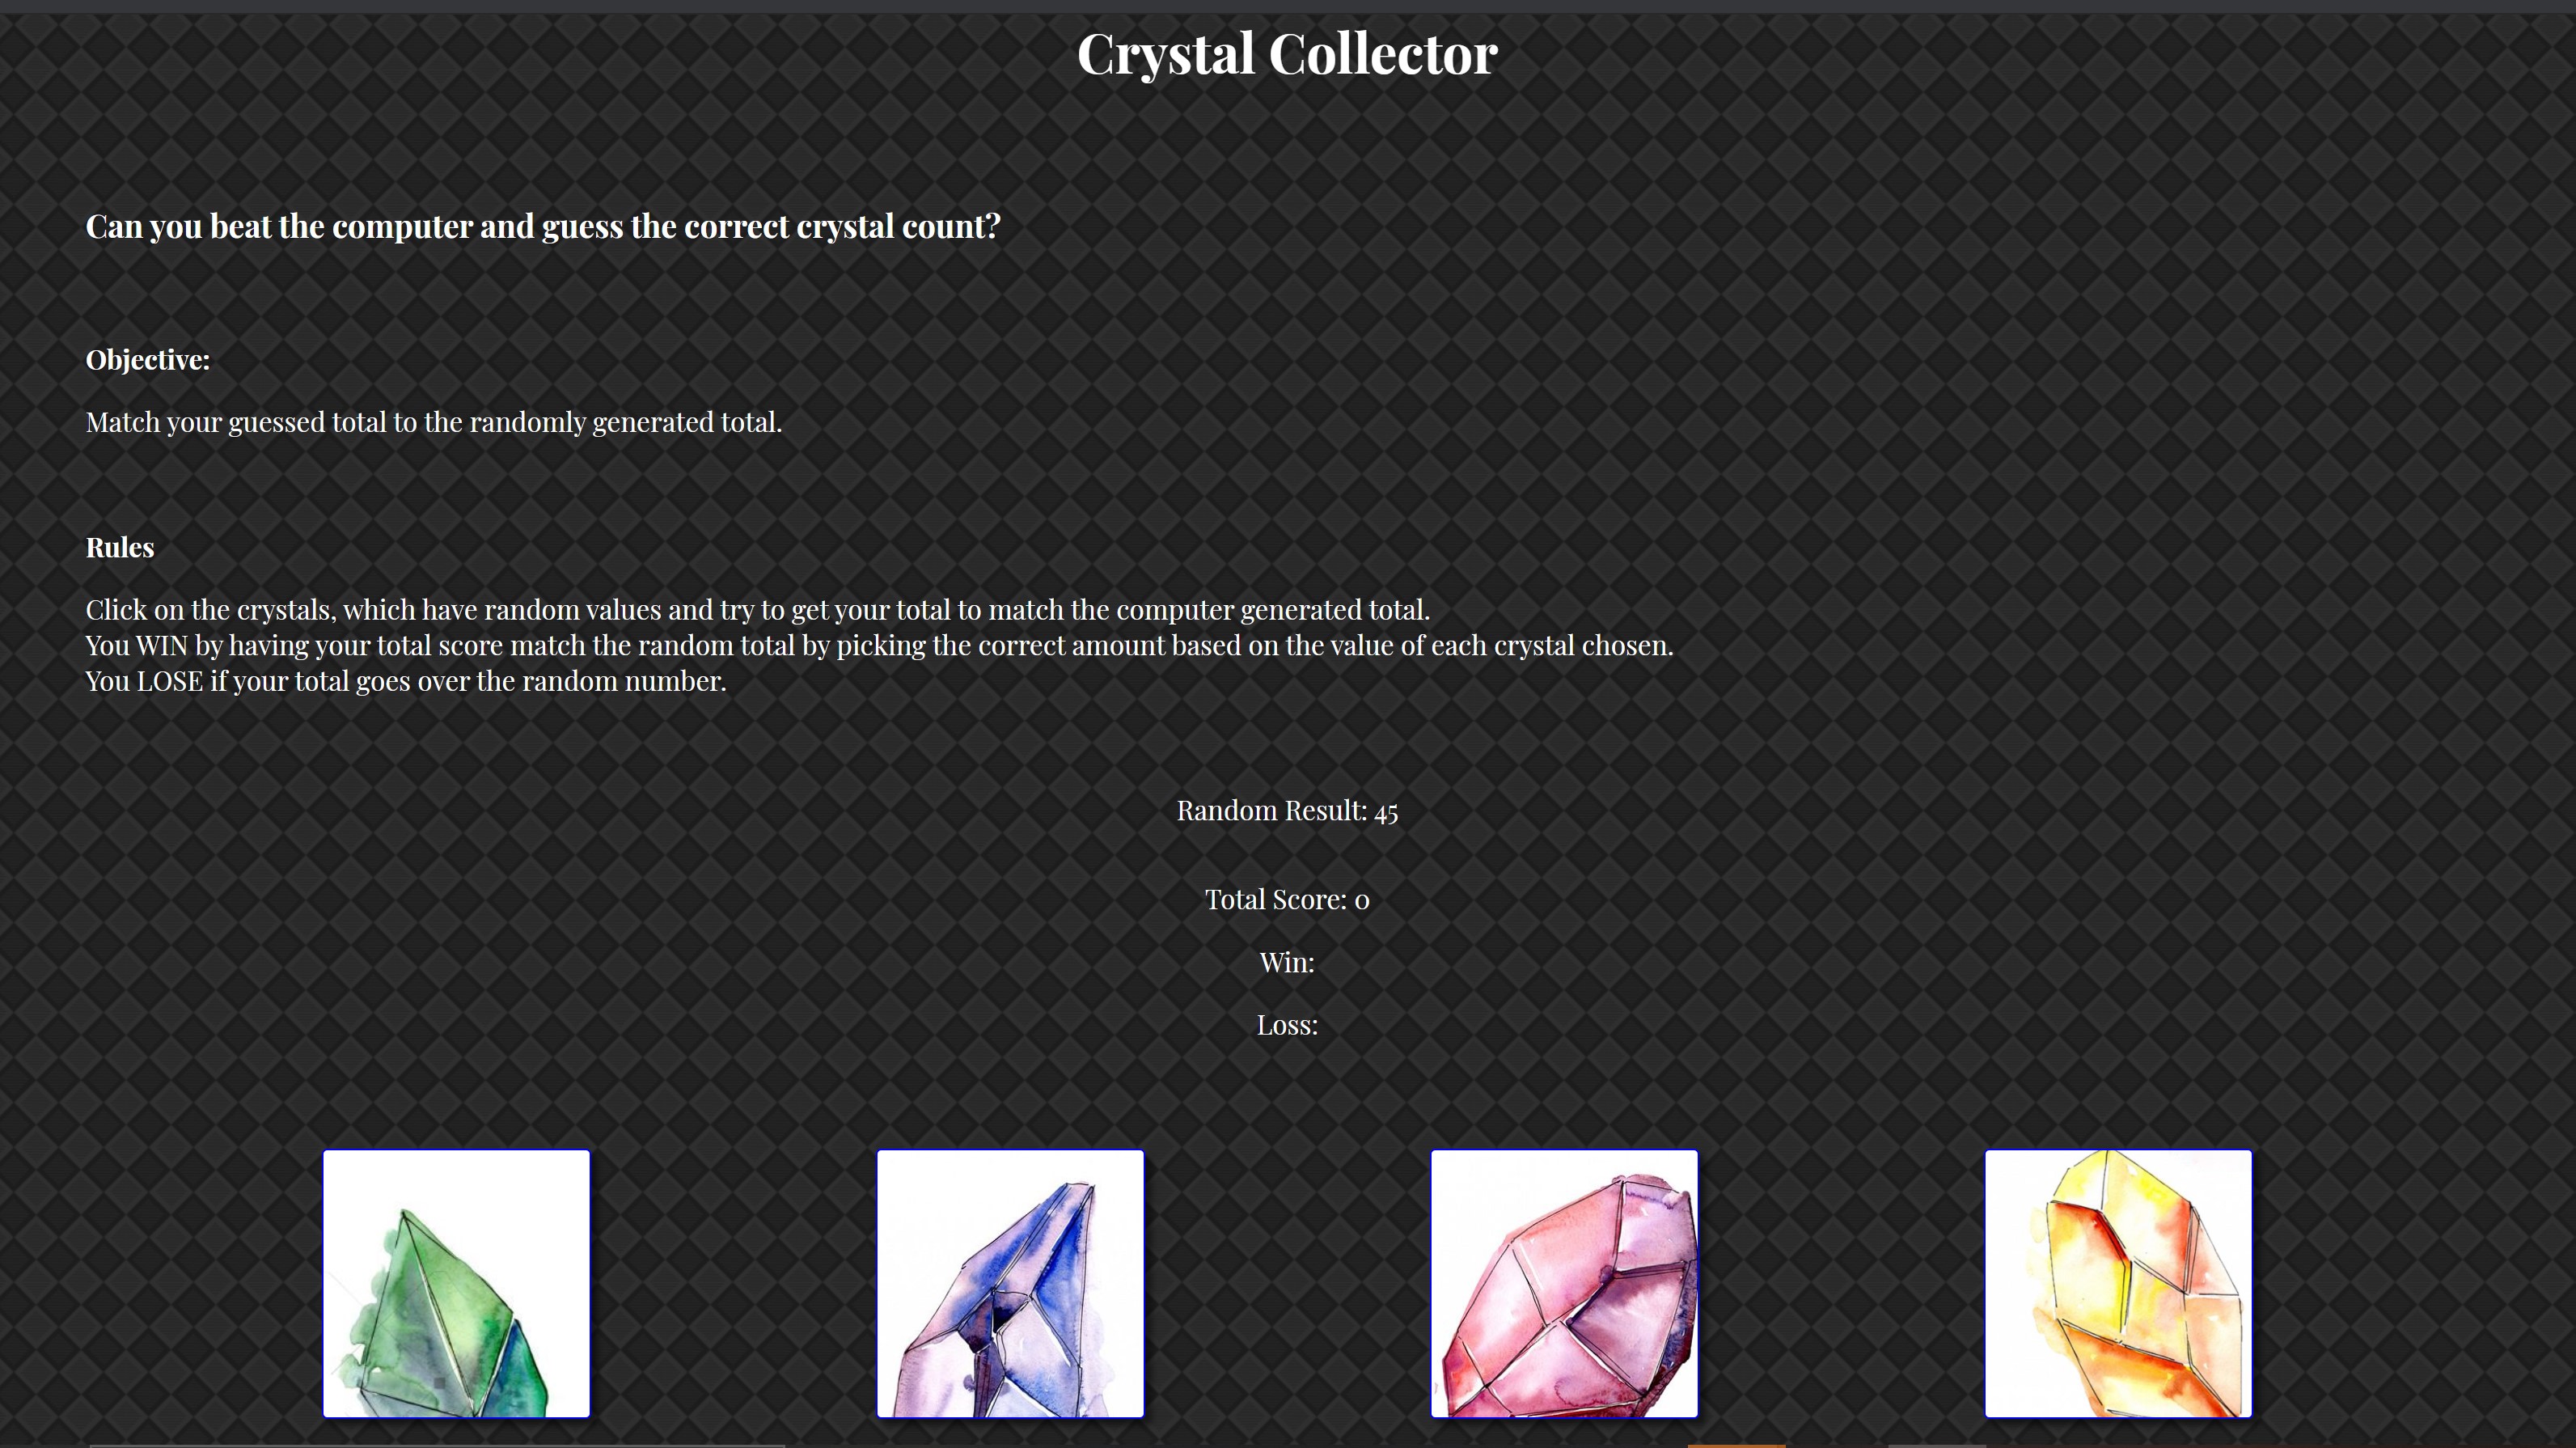 Crystal Collector
Can you beat the computer and guess the correct crystal count?
Objective:
Match your guessed total to the randomly generated total.
Rules
Click on the crystals, which have random values and try to get your total to match the computer generated total.
You WIN by having your total score match the random total by picking the correct amount based on the value of each crystal chosen.
You LOSE if your total goes over the random number.
Random Result: 45
Total Score: 0
Win:
Loss: